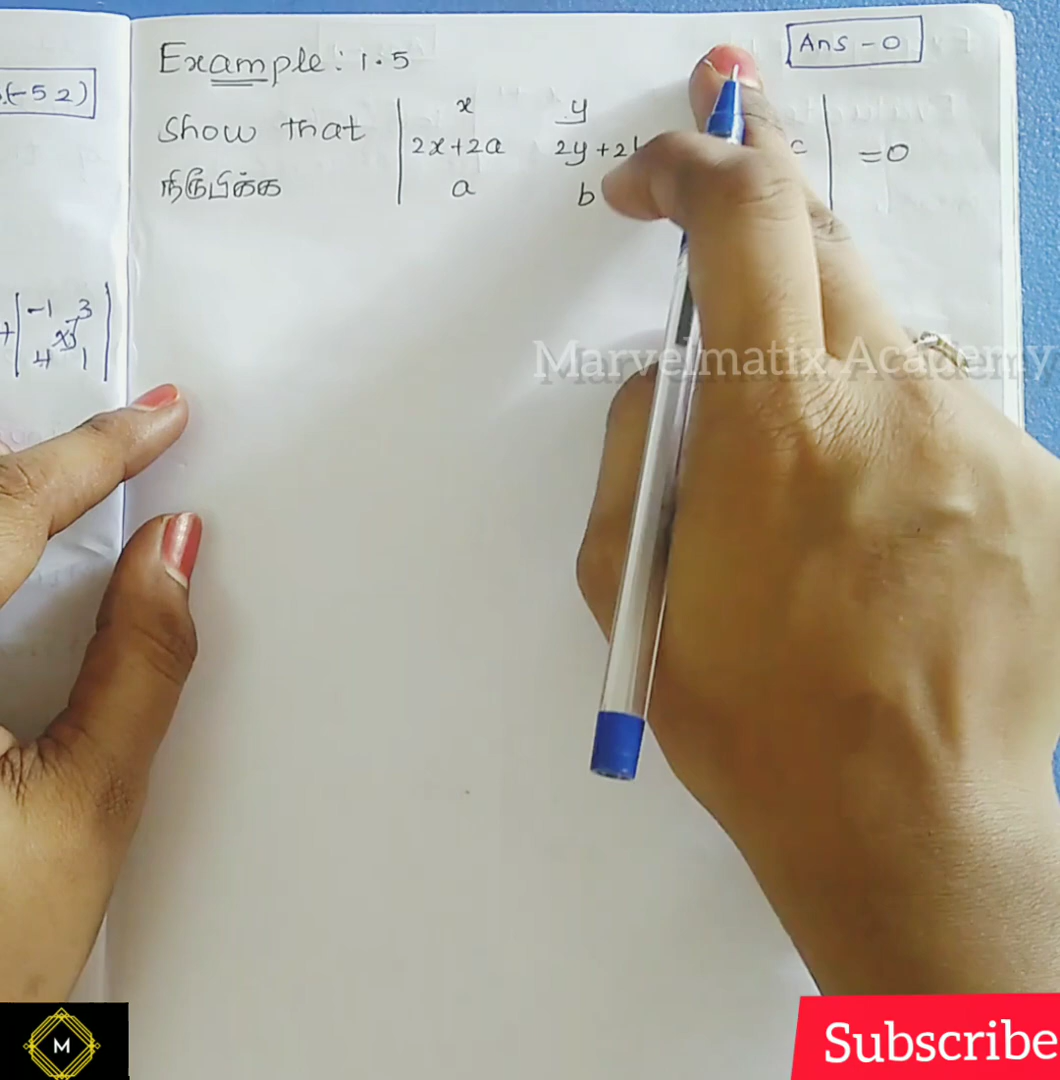 Example: 1.5
Ans - 0
.(-5 2)
Show that | x y
2x+2a 2y+2 c | =0
நிரூபிக்க a b
+| -1 3
4 x5 1 |
Marvelmatix Academy
M
Subscribe